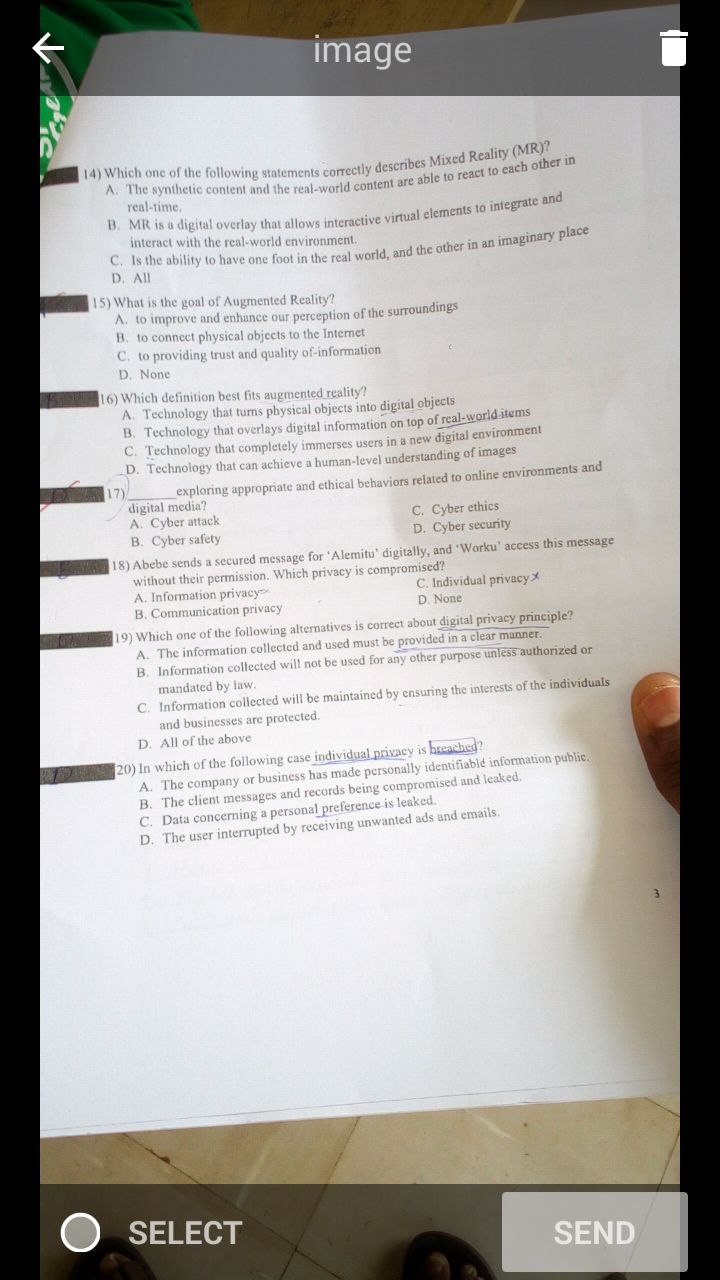 image
14) Which one of the following statements correctly describes Mixed Reality (MR)?
A. The synthetic content and the real-world content are able to react to each other in
real-time.
B. MR is a digital overlay that allows interactive virtual elements to integrate and
interact with the real-world environment.
C. Is the ability to have one foot in the real world, and the other in an imaginary place
D. All
15) What is the goal of Augmented Reality?
A. to improve and enhance our perception of the surroundings
B. to connect physical objects to the Internet
C. to providing trust and quality of-information
D. None
16) Which definition best fits augmented reality?
A. Technology that turns physical objects into digital objects
B. Technology that overlays digital information on top of real-world items
C. Technology that completely immerses users in a new digital environment
D. Technology that can achieve a human-level understanding of images
17) ______ exploring appropriate and ethical behaviors related to online environments and
digital media?
A. Cyber attack
B. Cyber safety
C. Cyber ethics
D. Cyber security
18) Abebe sends a secured message for 'Alemitu' digitally, and 'Worku' access this message
without their permission. Which privacy is compromised?
A. Information privacy
B. Communication privacy
C. Individual privacy
D. None
19) Which one of the following alternatives is correct about digital privacy principle?
A. The information collected and used must be provided in a clear manner.
B. Information collected will not be used for any other purpose unless authorized or
mandated by law.
C. Information collected will be maintained by ensuring the interests of the individuals
and businesses are protected.
D. All of the above
20) In which of the following case individual privacy is breached?
A. The company or business has made personally identifiable information public.
B. The client messages and records being compromised and leaked.
C. Data concerning a personal preference is leaked.
D. The user interrupted by receiving unwanted ads and emails.
3
SELECT
SEND